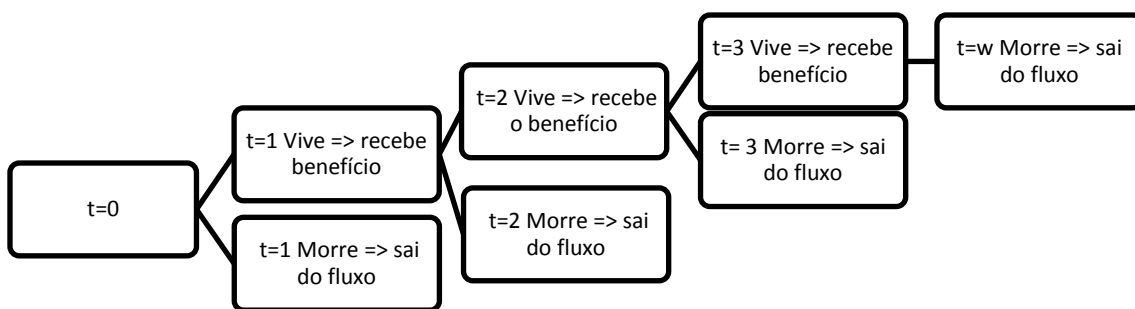 t=0
t=1 Vive => recebe
benefício
t=1 Morre => sai
do fluxo
t=2 Vive => recebe
o benefício
t=2 Morre => sai
do fluxo
t=3 Vive => recebe
benefício
t= 3 Morre => sai
do fluxo
t=w Morre => sai
do fluxo